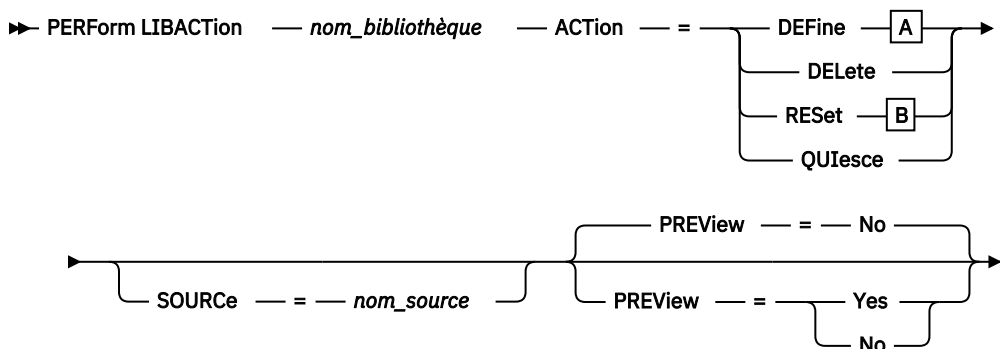 PERForm LIBACTion nom_bibliothèque ACTion = DEFine A
DELete
RESet B
QUIesce
PREView = No
SOURCe = nom_source PREView = Yes
No